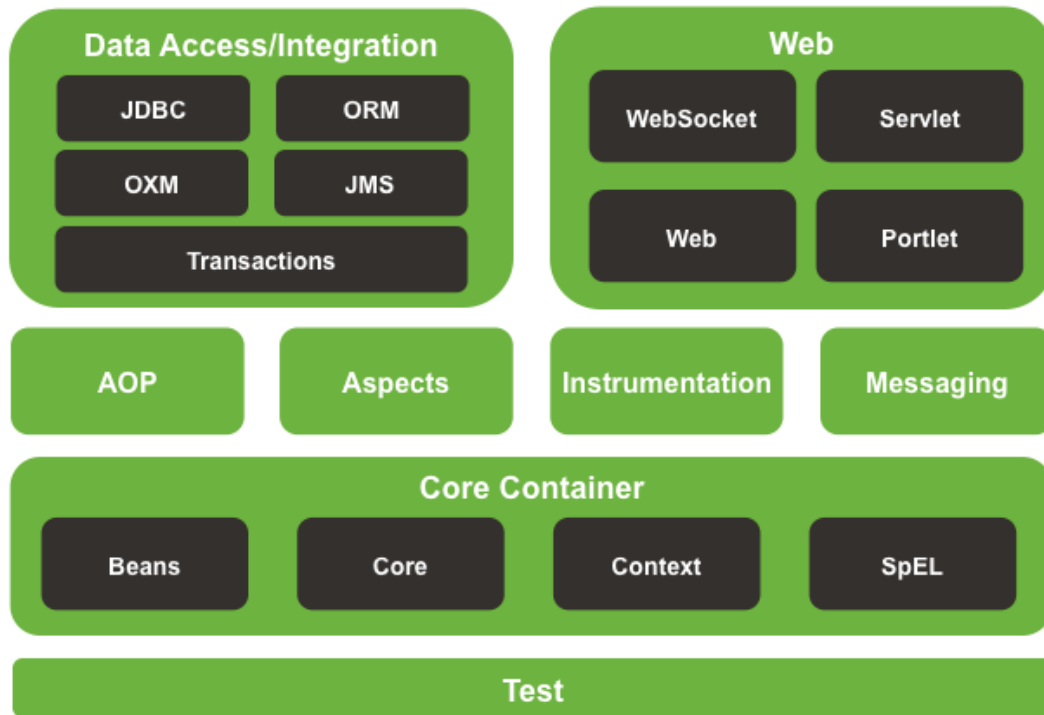 Data Access/Integration
JDBC
ORM
OXM
JMS
Transactions
Web
WebSocket
Servlet
Web
Portlet
AOP
Aspects
Instrumentation
Messaging
Core Container
Beans
Core
Context
SpEL
Test